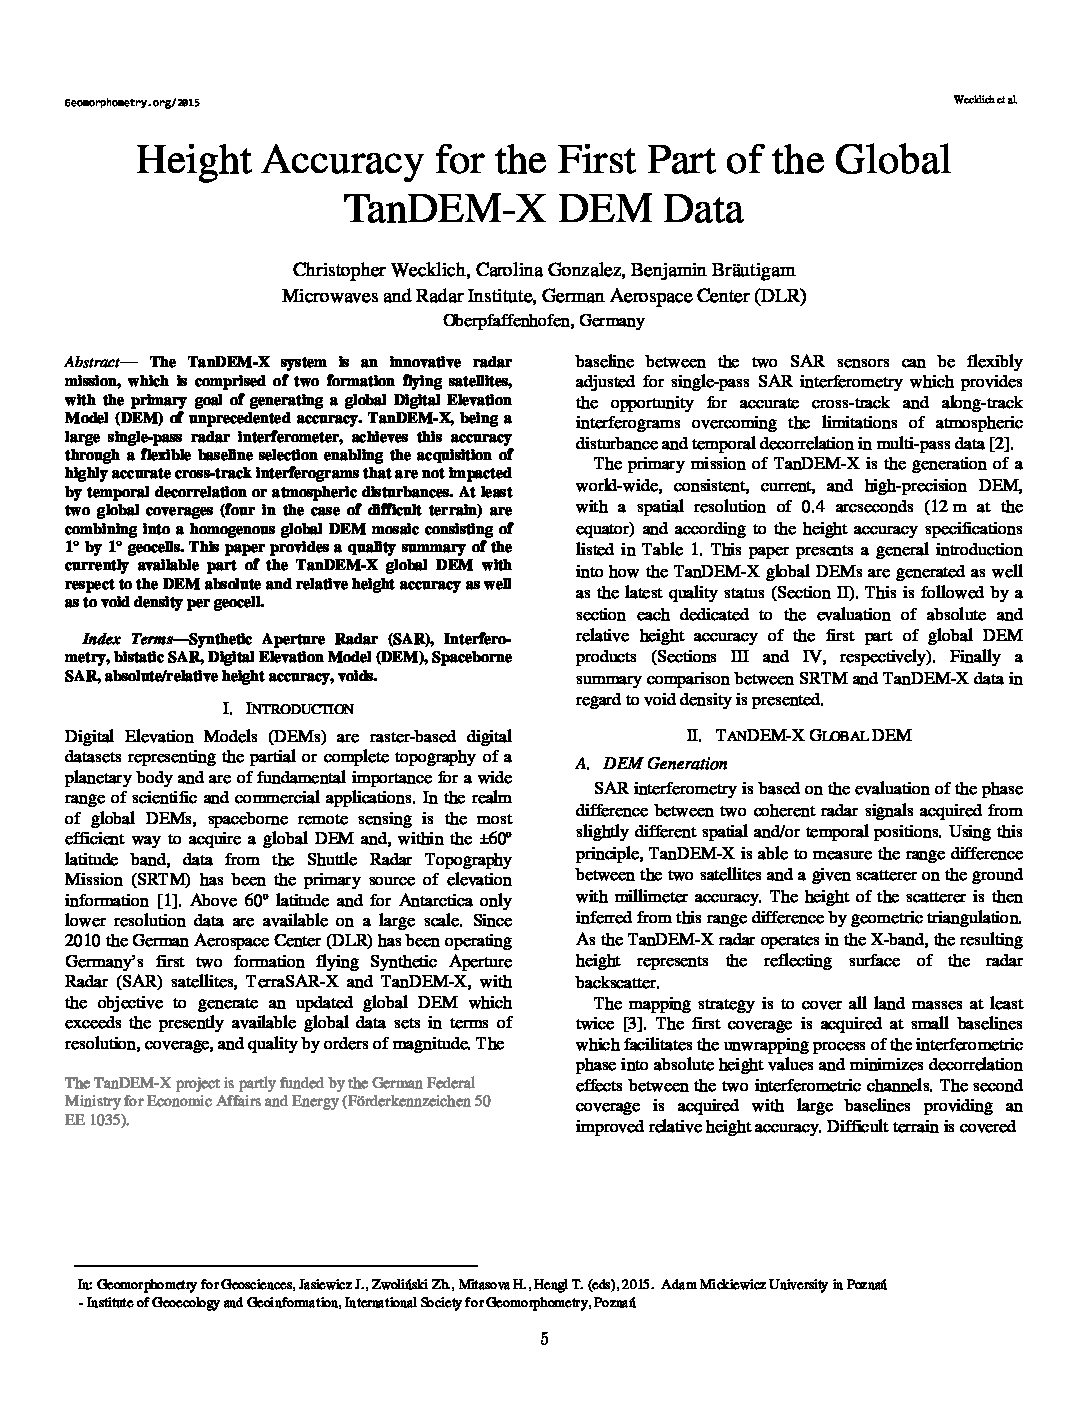 Geomorphometry.org/2015
Wecklich et al.
Height Accuracy for the First Part of the Global
TanDEM-X DEM Data
Christopher Wecklich, Carolina Gonzalez, Benjamin Bräutigam
Microwaves and Radar Institute, German Aerospace Center (DLR)
Oberpfaffenhofen, Germany
Abstract— The TanDEM-X system is an innovative radar
mission, which is comprised of two formation flying satellites,
with the primary goal of generating a global Digital Elevation
Model (DEM) of unprecedented accuracy. TanDEM-X, being a
large single-pass radar interferometer, achieves this accuracy
through a flexible baseline selection enabling the acquisition of
highly accurate cross-track interferograms that are not impacted
by temporal decorrelation or atmospheric disturbances. At least
two global coverages (four in the case of difficult terrain) are
combining into a homogenous global DEM mosaic consisting of
1° by 1° geocells. This paper provides a quality summary of the
currently available part of the TanDEM-X global DEM with
respect to the DEM absolute and relative height accuracy as well
as to void density per geocell.
Index Terms—Synthetic Aperture Radar (SAR), Interfero-
metry, bistatic SAR, Digital Elevation Model (DEM), Spaceborne
SAR, absolute/relative height accuracy, voids.
I. INTRODUCTION
Digital Elevation Models (DEMs) are raster-based digital
datasets representing the partial or complete topography of a
planetary body and are of fundamental importance for a wide
range of scientific and commercial applications. In the realm
of global DEMs, spaceborne remote sensing is the most
efficient way to acquire a global DEM and, within the ±60°
latitude band, data from the Shuttle Radar Topography
Mission (SRTM) has been the primary source of elevation
information [1]. Above 60° latitude and for Antarctica only
lower resolution data are available on a large scale. Since
2010 the German Aerospace Center (DLR) has been operating
Germany's first two formation flying Synthetic Aperture
Radar (SAR) satellites, TerraSAR-X and TanDEM-X, with
the objective to generate an updated global DEM which
exceeds the presently available global data sets in terms of
resolution, coverage, and quality by orders of magnitude. The
The TanDEM-X project is partly funded by the German Federal
Ministry for Economic Affairs and Energy (Förderkennzeichen 50
EE 1035).
baseline between the two SAR sensors can be flexibly
adjusted for single-pass SAR interferometry which provides
the opportunity for accurate cross-track and along-track
interferograms overcoming the limitations of atmospheric
disturbance and temporal decorrelation in multi-pass data [2].
The primary mission of TanDEM-X is the generation of a
world-wide, consistent, current, and high-precision DEM,
with a spatial resolution of 0.4 arcseconds (12 m at the
equator) and according to the height accuracy specifications
listed in Table 1. This paper presents a general introduction
into how the TanDEM-X global DEMs are generated as well
as the latest quality status (Section II). This is followed by a
section each dedicated to the evaluation of absolute and
relative height accuracy of the first part of global DEM
products (Sections III and IV, respectively). Finally a
summary comparison between SRTM and TanDEM-X data in
regard to void density is presented.
II. TANDEM-X GLOBAL DEM
A. DEM Generation
SAR interferometry is based on the evaluation of the phase
difference between two coherent radar signals acquired from
slightly different spatial and/or temporal positions. Using this
principle, TanDEM-X is able to measure the range difference
between the two satellites and a given scatterer on the ground
with millimeter accuracy. The height of the scatterer is then
inferred from this range difference by geometric triangulation.
As the TanDEM-X radar operates in the X-band, the resulting
height represents the reflecting surface of the radar
backscatter.
The mapping strategy is to cover all land masses at least
twice [3]. The first coverage is acquired at small baselines
which facilitates the unwrapping process of the interferometric
phase into absolute height values and minimizes decorrelation
effects between the two interferometric channels. The second
coverage is acquired with large baselines providing an
improved relative height accuracy. Difficult terrain is covered
In: Geomorphometry for Geosciences, Jasiewicz J., Zwoliński Zb., Mitasova H., Hengl T. (eds), 2015. Adam Mickiewicz University in Poznań
- Institute of Geoecology and Geoinformation, International Society for Geomorphometry, Poznań
5